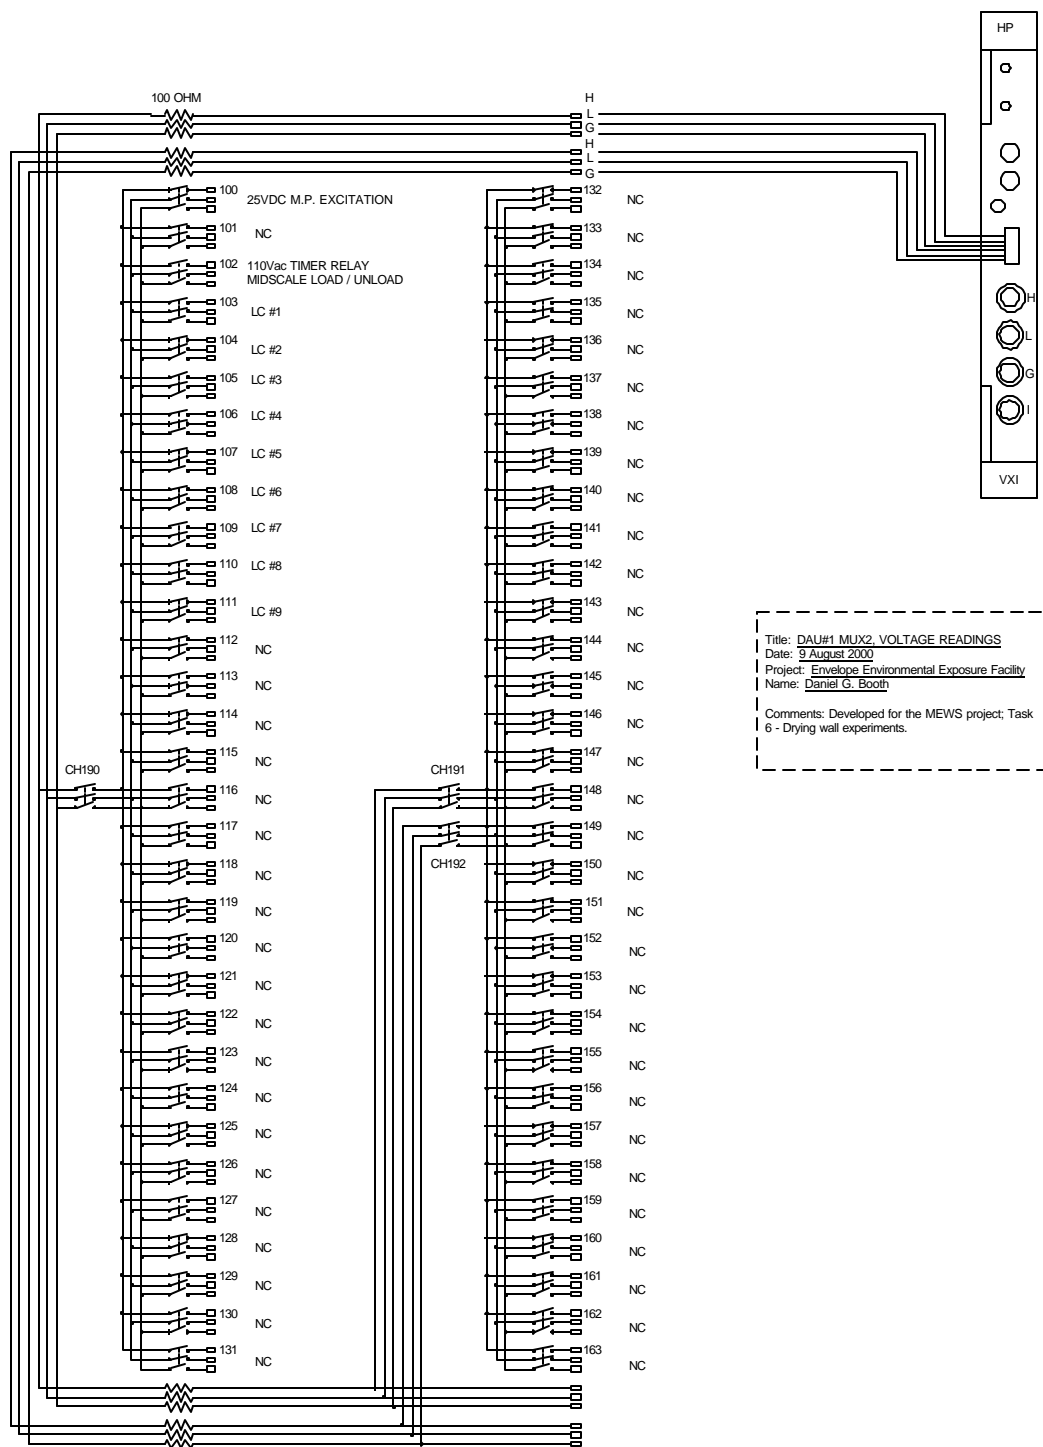 HP
100 OHM
H
L
G
H
L
G
100
25VDC M.P. EXCITATION
101
NC
102
110Vac TIMER RELAY
MIDSCALE LOAD / UNLOAD
103
LC #1
104
LC #2
105
LC #3
106
LC #4
107
LC #5
108
LC #6
109
LC #7
110
LC #8
111
LC #9
112
NC
113
NC
114
NC
115
NC
CH190
116
NC
117
NC
118
NC
119
NC
120
NC
121
NC
122
NC
123
NC
124
NC
125
NC
126
NC
127
NC
128
NC
129
NC
130
NC
131
NC
132
NC
133
NC
134
NC
135
NC
136
NC
137
NC
138
NC
139
NC
140
NC
141
NC
142
NC
143
NC
144
NC
145
NC
146
NC
147
NC
CH191
148
NC
149
NC
CH192
150
NC
151
NC
152
NC
153
NC
154
NC
155
NC
156
NC
157
NC
158
NC
159
NC
160
NC
161
NC
162
NC
163
NC
H
L
G
I
VXI
Title: DAU#1 MUX2, VOLTAGE READINGS
Date: 9 August 2000
Project: Envelope Environmental Exposure Facility
Name: Daniel G. Booth
Comments: Developed for the MEWS project; Task
6 - Drying wall experiments.